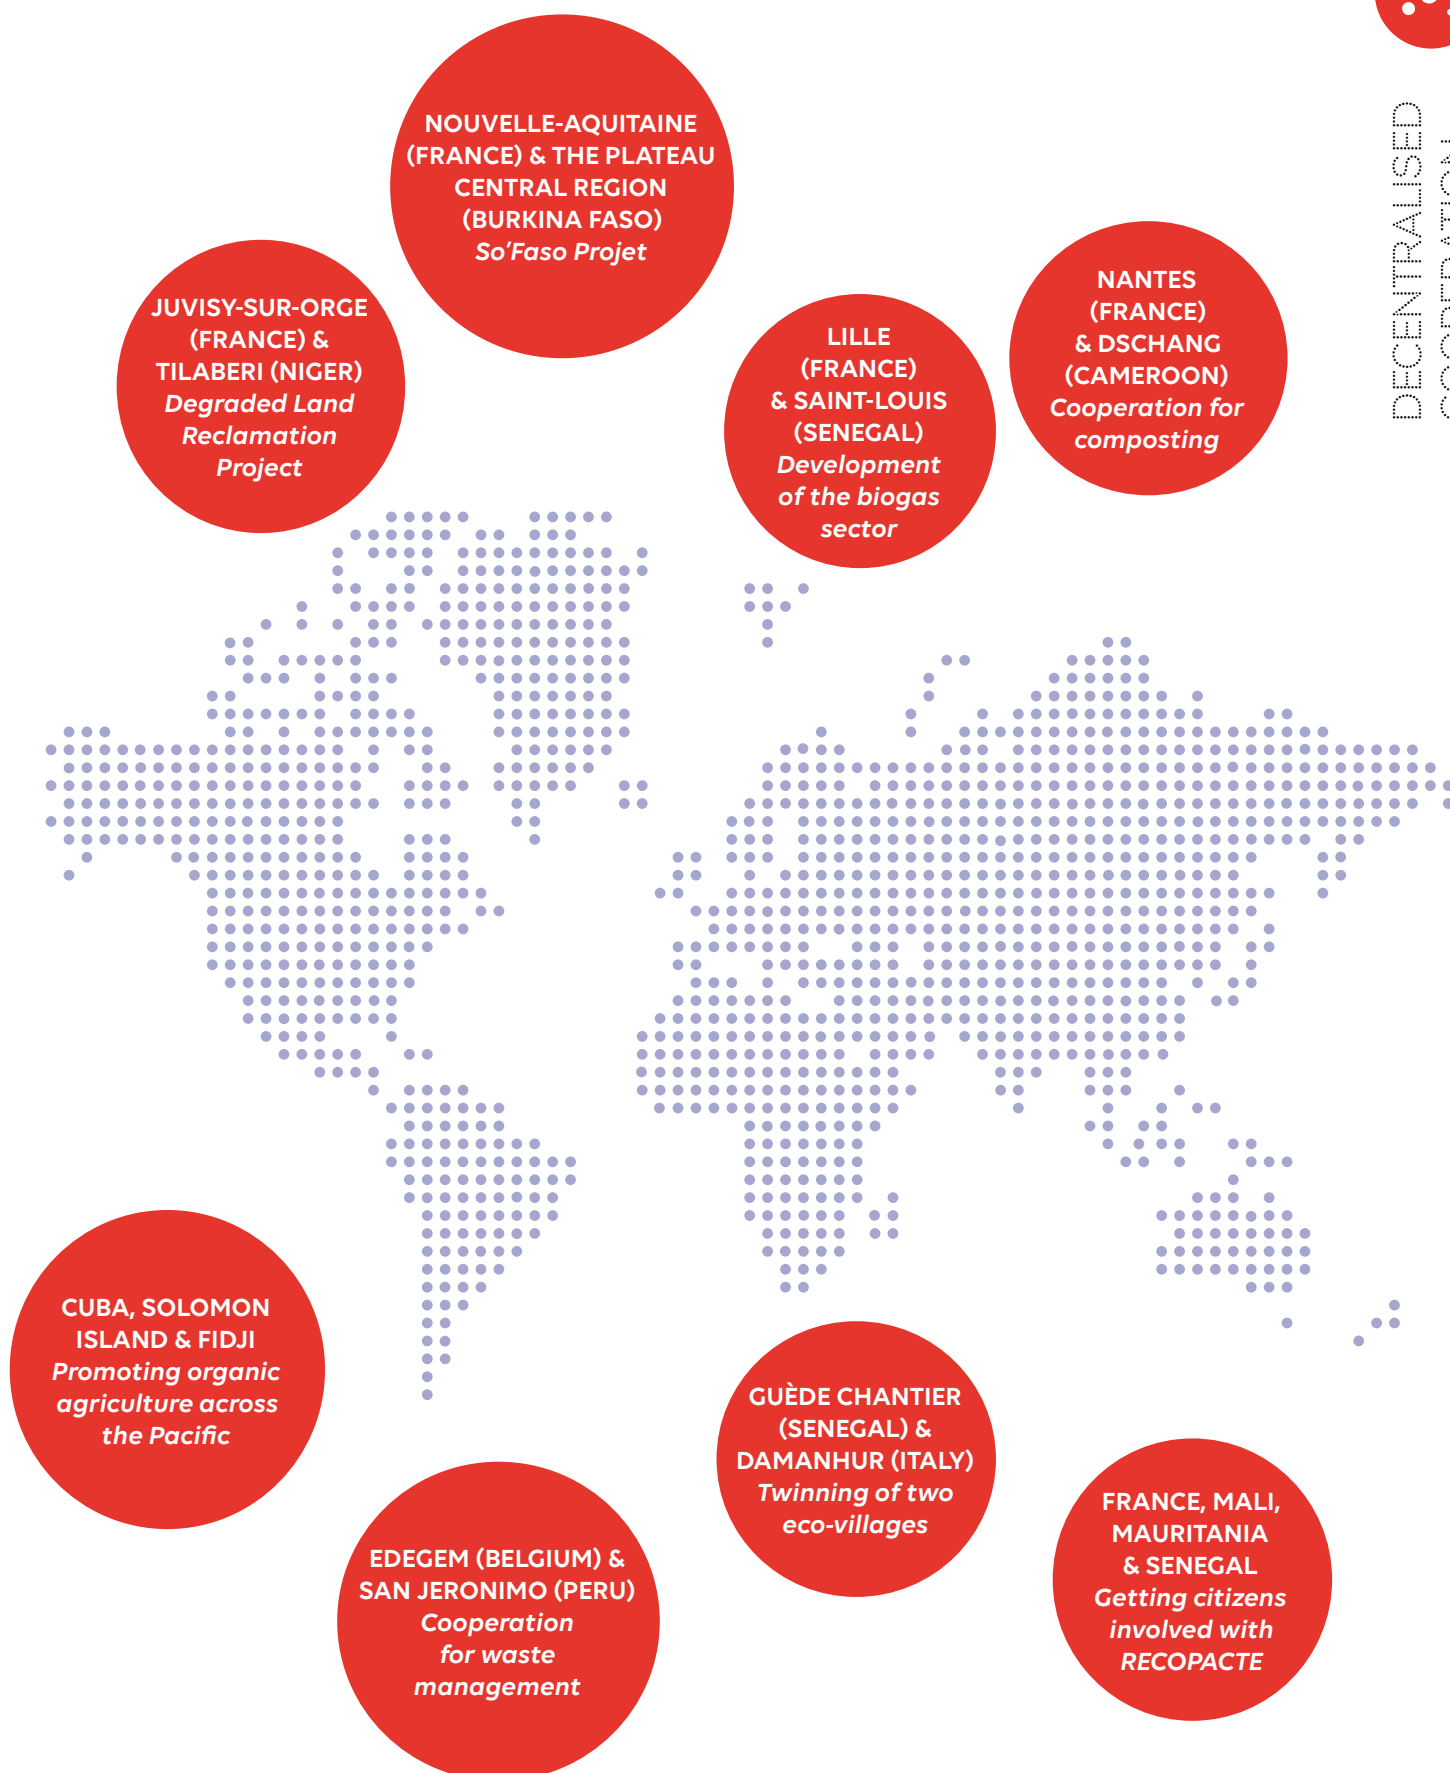 DECENTRALISED
COOPERATION
NOUVELLE-AQUITAINE
(FRANCE) & THE PLATEAU
CENTRAL REGION
(BURKINA FASO)
So'Faso Projet
JUVISY-SUR-ORGE
(FRANCE) &
TILABERI (NIGER)
Degraded Land
Reclamation
Project
LILLE
(FRANCE)
& SAINT-LOUIS
(SENEGAL)
Development
of the biogas
sector
NANTES
(FRANCE)
& DSCHANG
(CAMEROON)
Cooperation for
composting
CUBA, SOLOMON
ISLAND & FIDJI
Promoting organic
agriculture across
the Pacific
EDEGEM (BELGIUM) &
SAN JERONIMO (PERU)
Cooperation
for waste
management
GUÈDE CHANTIER
(SENEGAL) &
DAMANHUR (ITALY)
Twinning of two
eco-villages
FRANCE, MALI,
MAURITANIA
& SENEGAL
Getting citizens
involved with
RECOPACTE